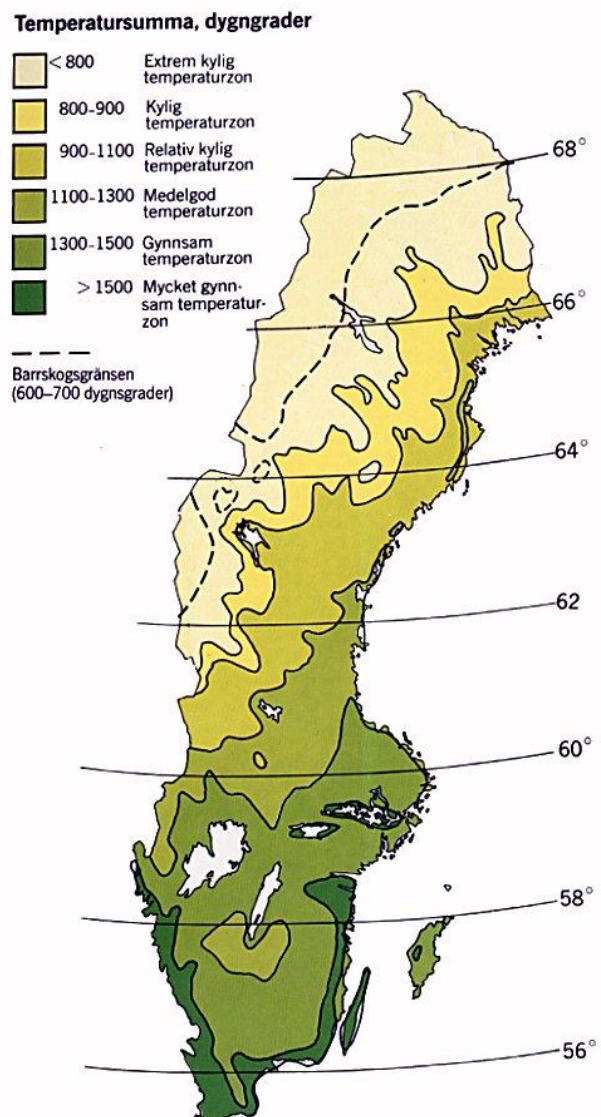 Temperatursumma, dygngrader
< 800 Extrem kylig
temperaturzon
800-900 Kylig
temperaturzon
900-1100 Relativ kylig
temperaturzon
1100-1300 Medelgod
temperaturzon
1300-1500 Gynnsam
temperaturzon
> 1500 Mycket gynn-
sam temperatur-
zon
Barrskogsgränsen
(600–700 dygnsgrader)
68°
66°
64°
62
60°
58°
56°